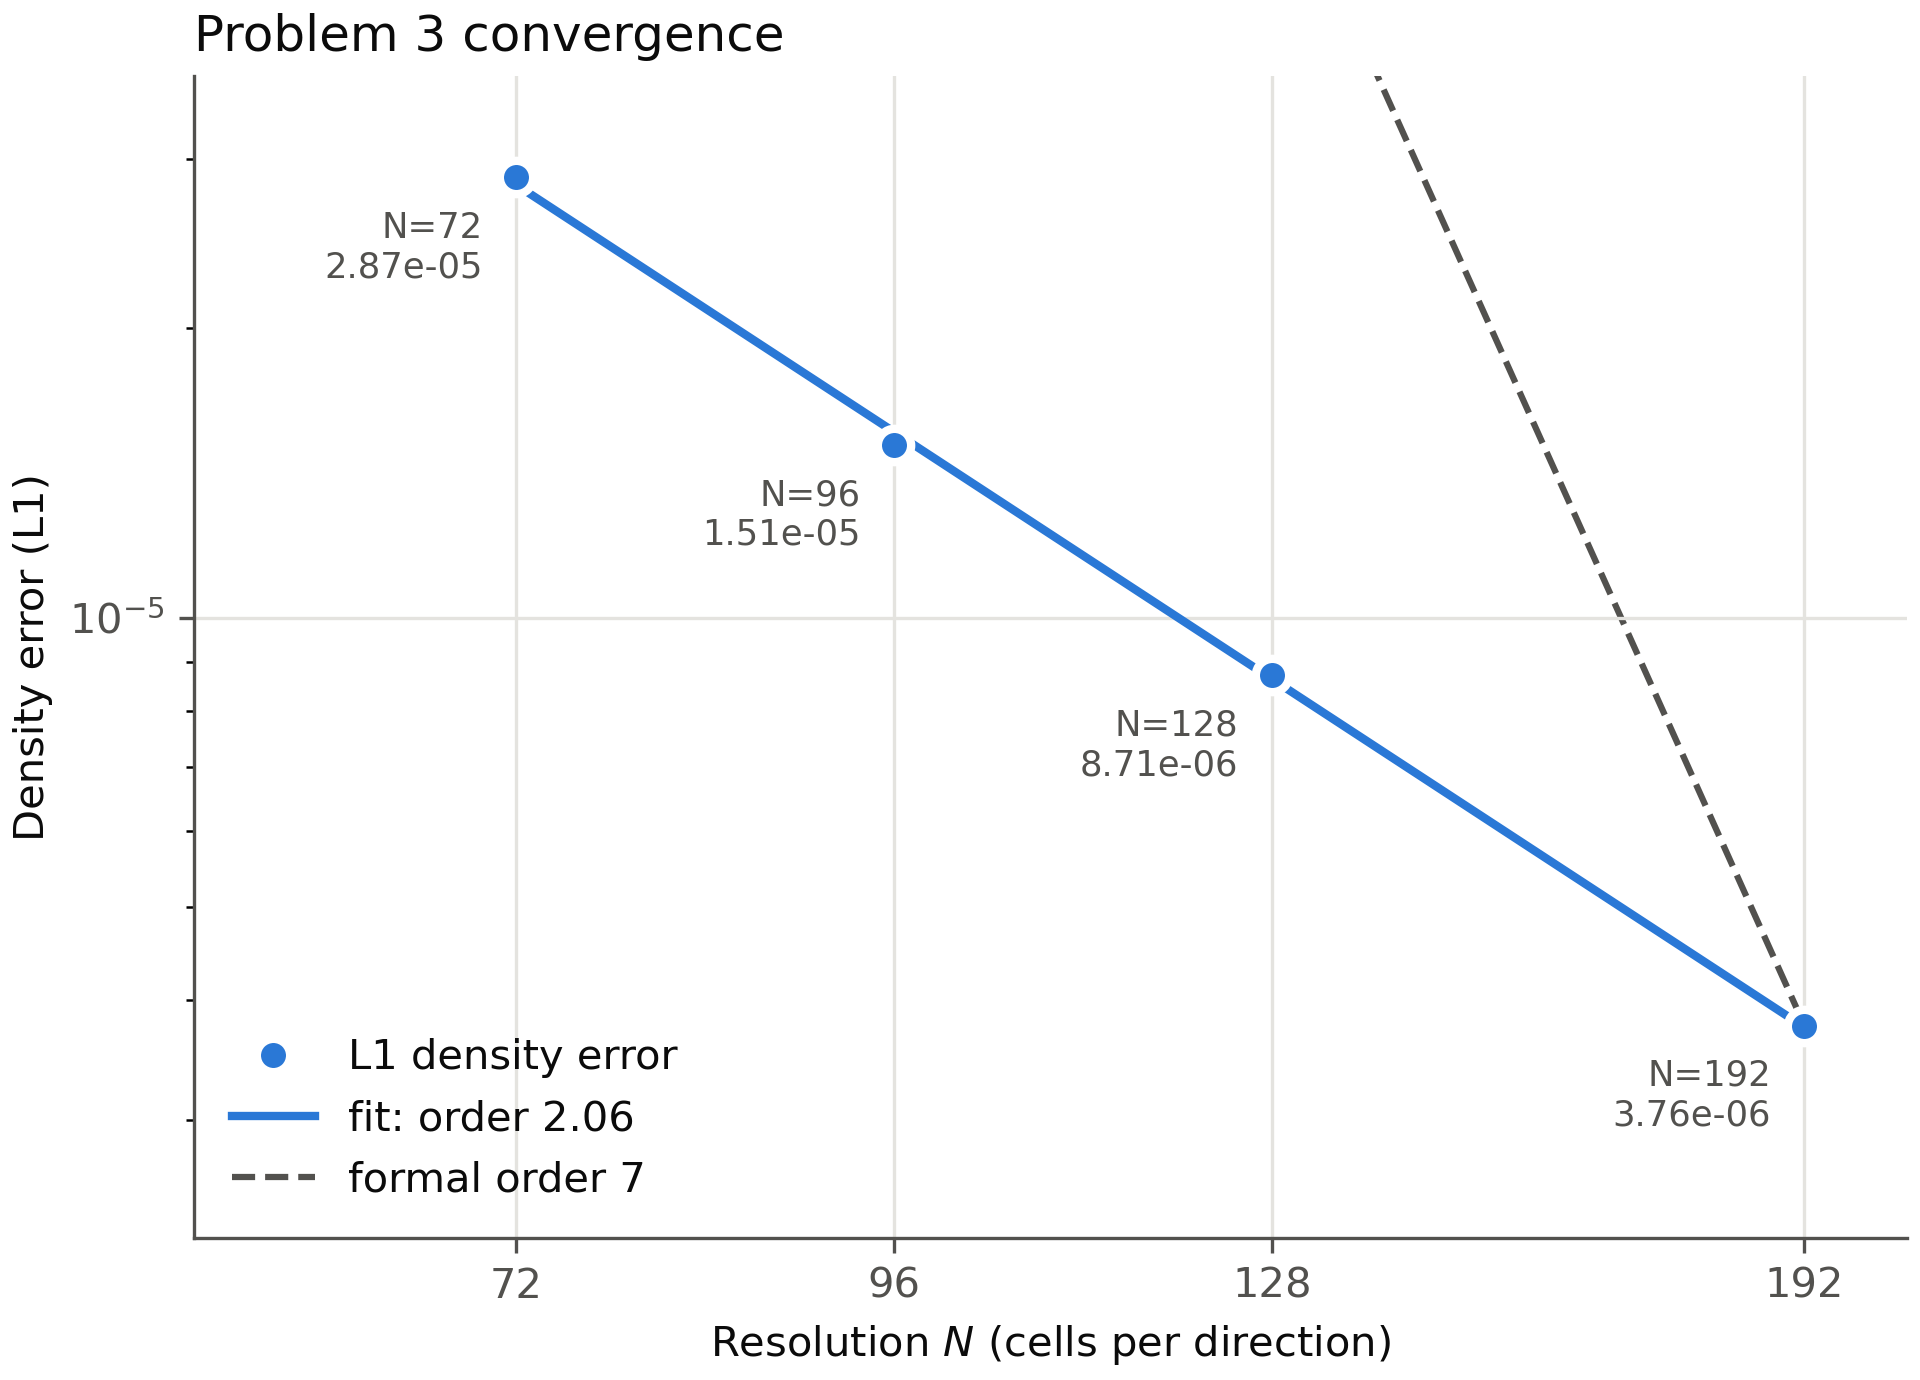 Problem 3 convergence
Density error (L1)
10⁻⁵
N=72
2.87e-05
N=96
1.51e-05
N=128
8.71e-06
N=192
3.76e-06
L1 density error
fit: order 2.06
formal order 7
72 96 128 192
Resolution N (cells per direction)